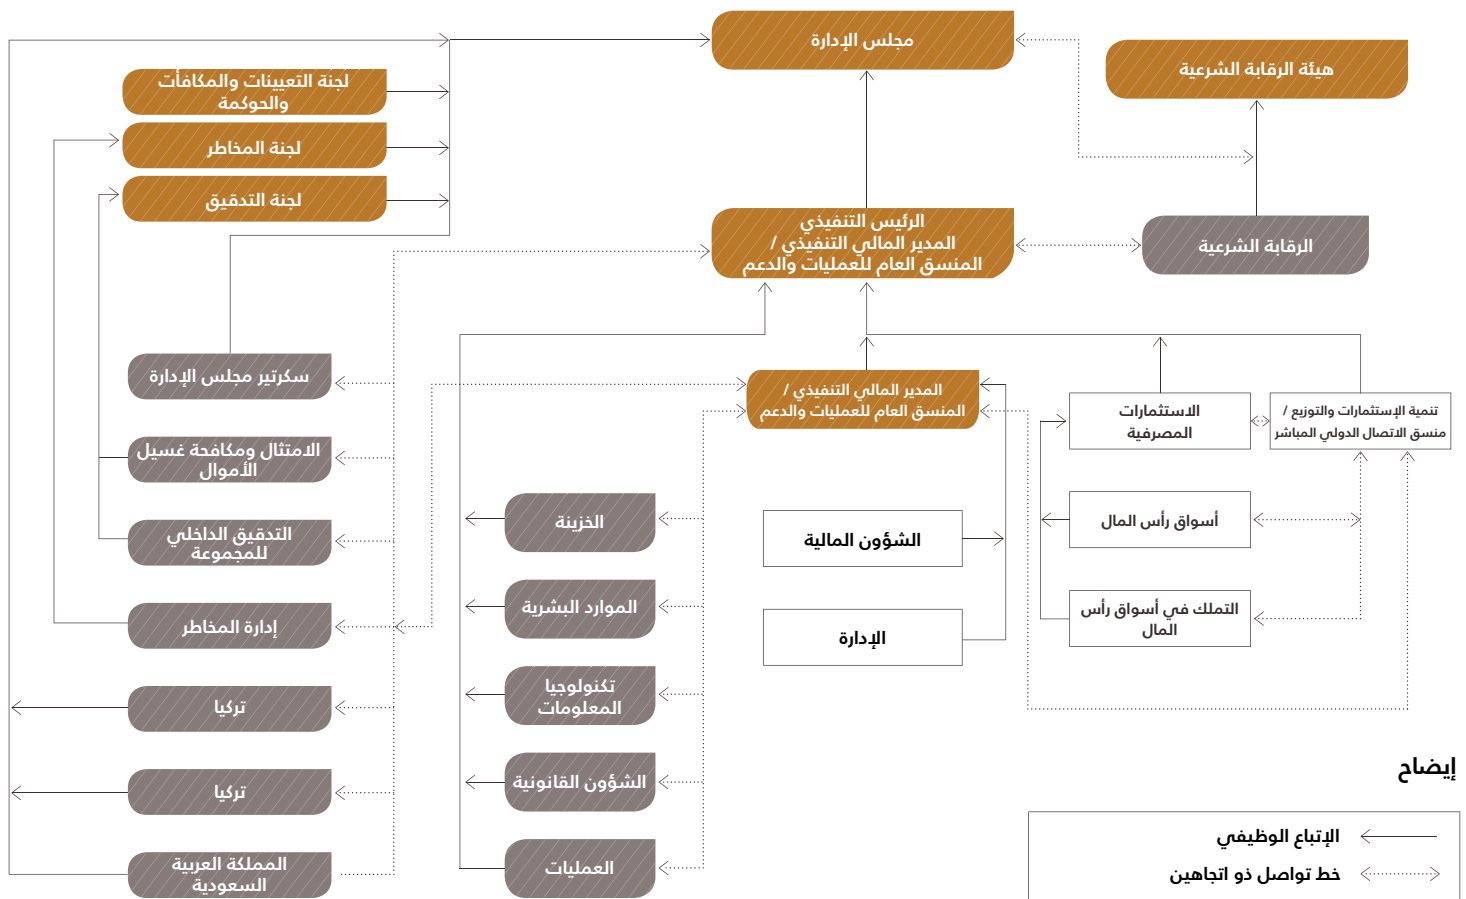 مجلس الإدارة
هيئة الرقابة الشرعية
لجنة التعيينات والمكافأت
والحوكمة
لجنة المخاطر
لجنة التدقيق
الرئيس التنفيذي
المدير المالي التنفيذي /
المنسق العام للعمليات والدعم
الرقابة الشرعية
سكرتير مجلس الإدارة
المدير المالي التنفيذي /
المنسق العام للعمليات والدعم
الاستثمارات
المصرفية
تنمية الإستثمارات والتوزيع /
منسق الاتصال الدولي المباشر
الامتثال ومكافحة غسيل
الأموال
التدقيق الداخلي
للمجموعة
إدارة المخاطر
تركيا
تركيا
المملكة العربية
السعودية
الخزينة
الموارد البشرية
تكنولوجيا
المعلومات
الشؤون القانونية
العمليات
الشؤون المالية
الإدارة
أسواق رأس المال
التملك في أسواق رأس
المال
إيضاح
الإتباع الوظيفي
خط تواصل ذو اتجاهين